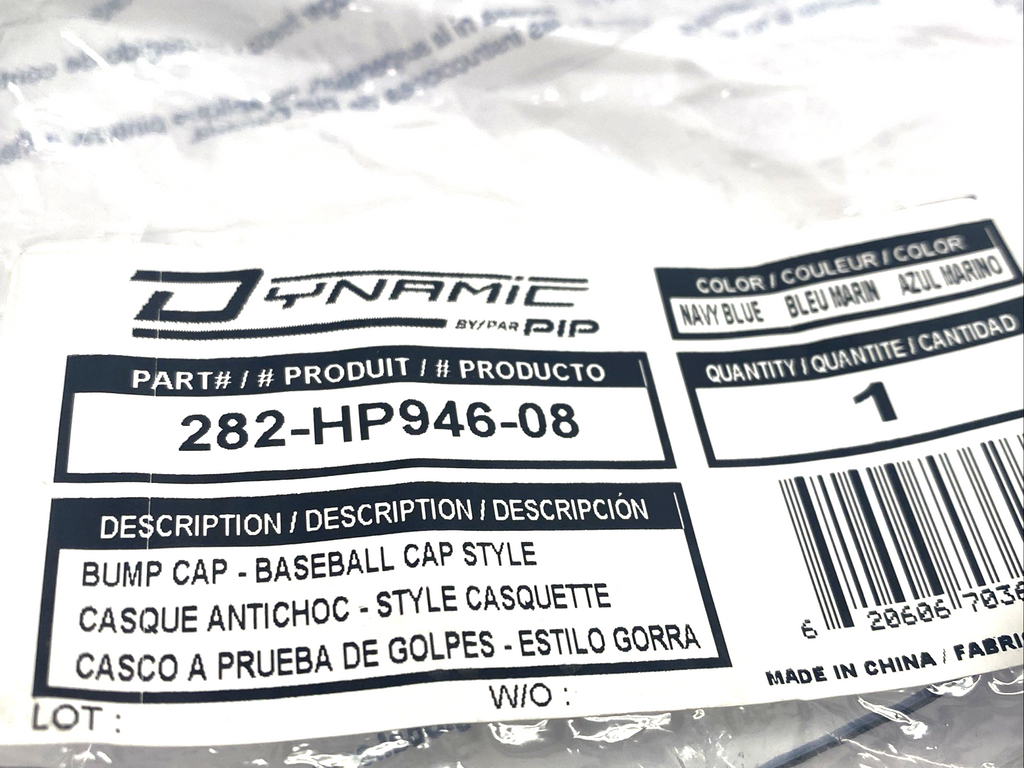 DYNAMIC
BY/PAR PIP
COLOR / COULEUR / COLOR
NAVY BLUE BLEU MARIN AZUL MARINO
PART# / # PRODUIT / # PRODUCTO
282-HP946-08
QUANTITY / QUANTITE / CANTIDAD
1
DESCRIPTION / DESCRIPTION / DESCRIPCIÓN
BUMP CAP - BASEBALL CAP STYLE
CASQUE ANTICHOC - STYLE CASQUETTE
CASCO A PRUEBA DE GOLPES - ESTILO GORRA
6 20606 7036
MADE IN CHINA / FABRI
LOT :
W/O :